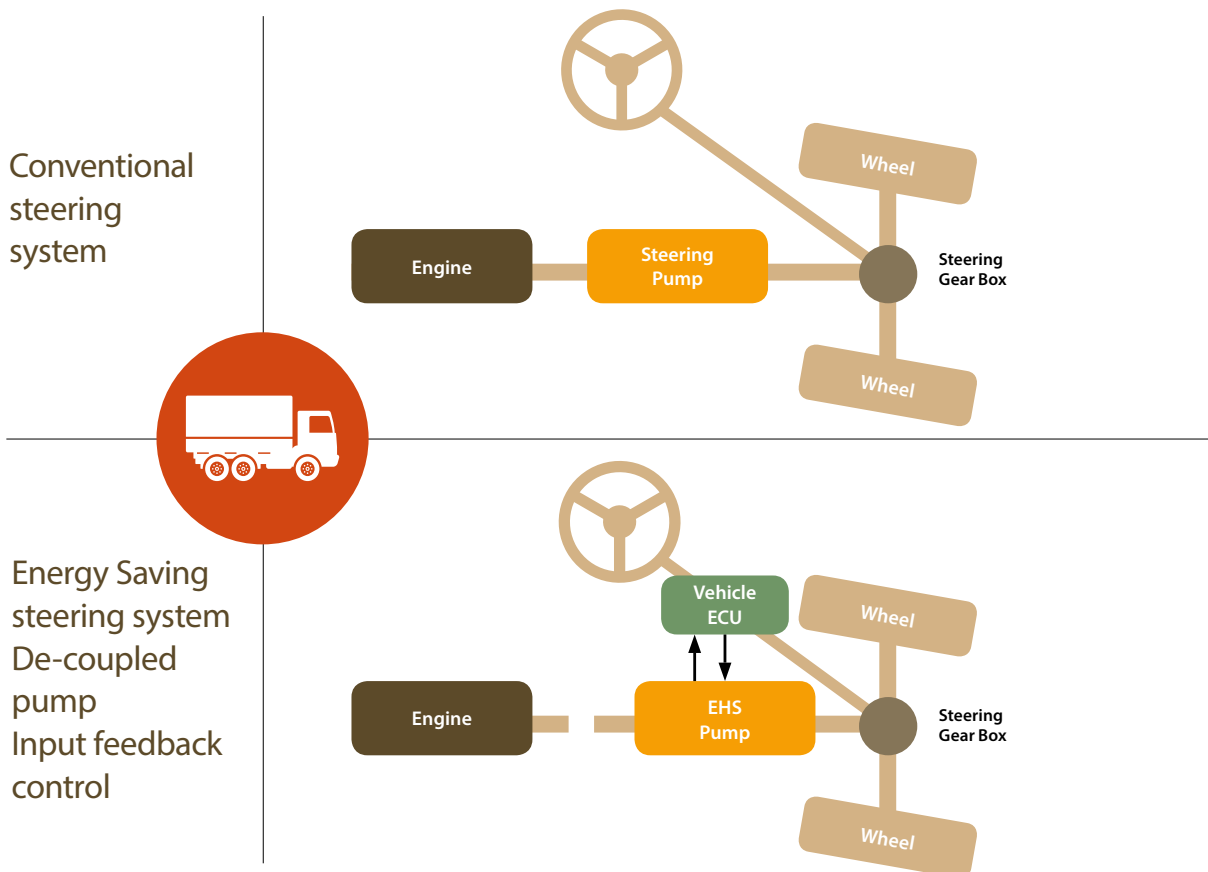 Conventional
steering
system
Wheel
Engine
Steering
Pump
Steering
Gear Box
Wheel
Energy Saving
steering system
De-coupled
pump
Input feedback
control
Vehicle
ECU
Wheel
Engine
EHS
Pump
Steering
Gear Box
Wheel